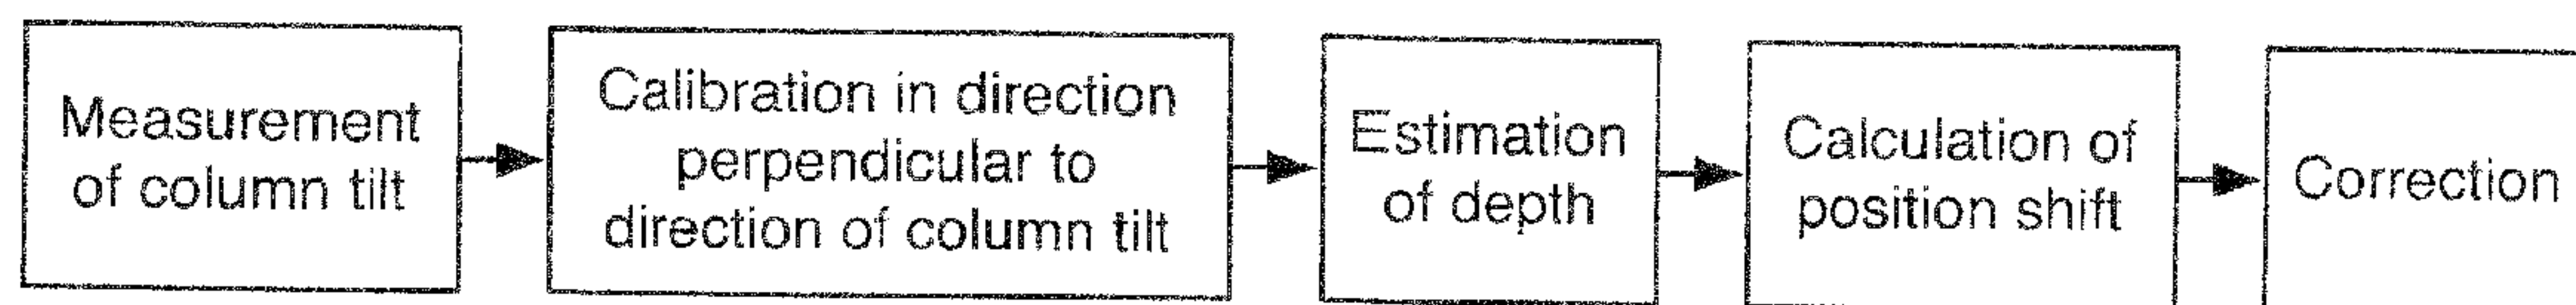 Measurement
of column tilt
Calibration in direction
perpendicular to
direction of column tilt
Estimation
of depth
Calculation of
position shift
Correction